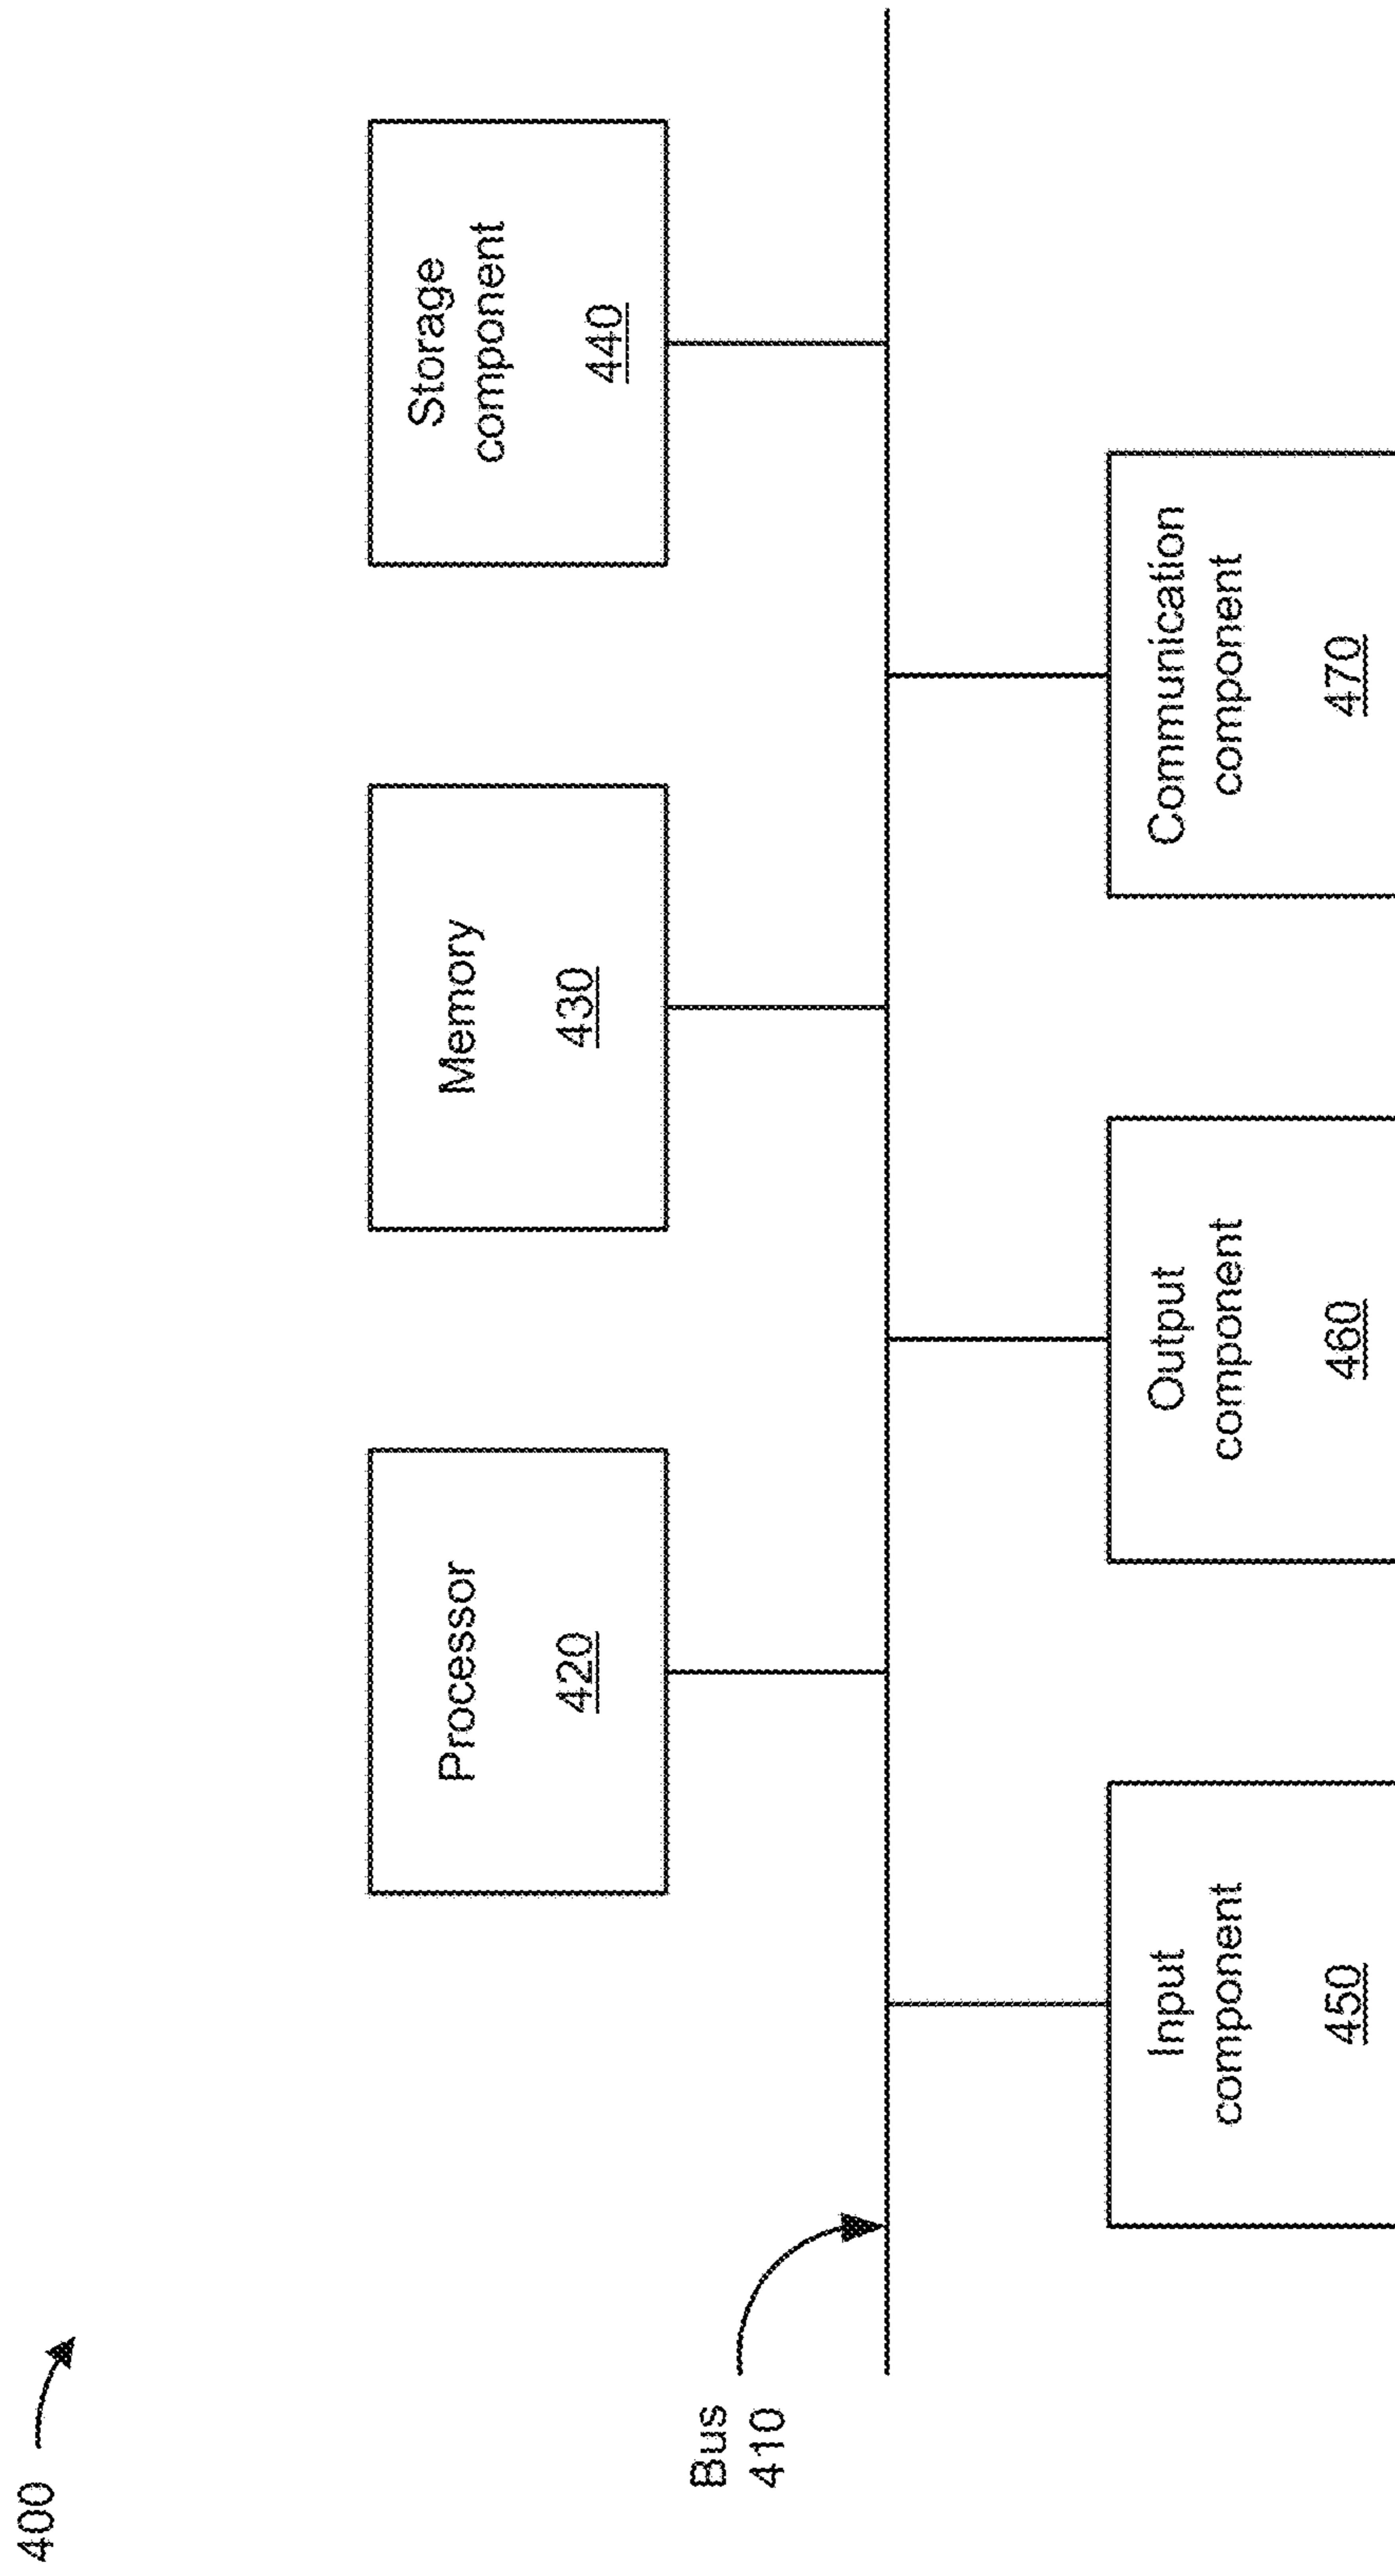 400
Processor
420
Memory
430
Storage
component
440
Bus
410
Input
component
450
Output
component
460
Communication
component
470